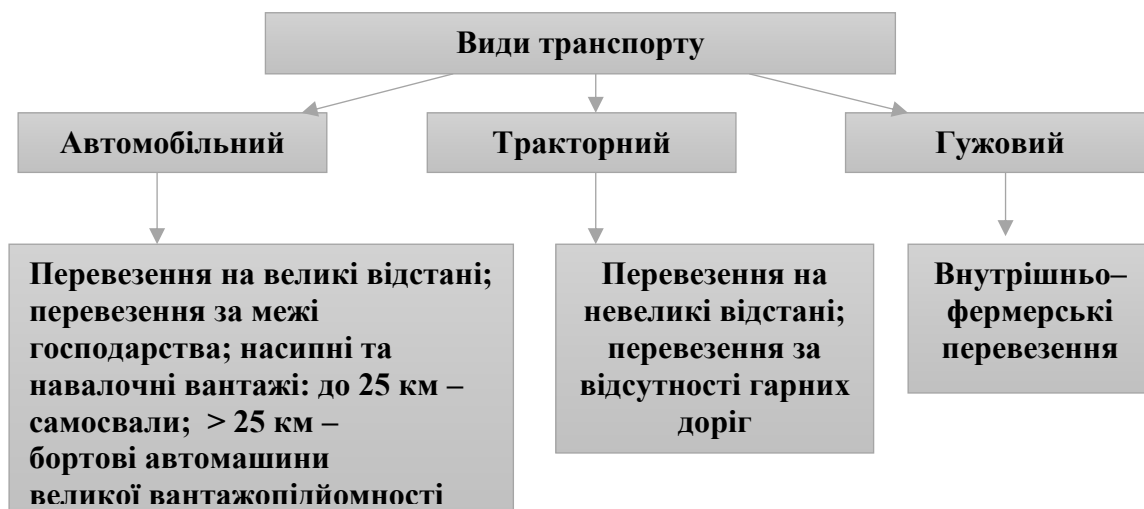 Види транспорту
Автомобільний
Тракторний
Гужовий
Перевезення на великі відстані;
перевезення за межі
господарства; насипні та
навалочні вантажі: до 25 км –
самосвали; > 25 км –
бортові автомашини
великої вантажопідйомності
Перевезення на
невеликі відстані;
перевезення за
відсутності гарних
доріг
Внутрішньо–
фермерські
перевезення